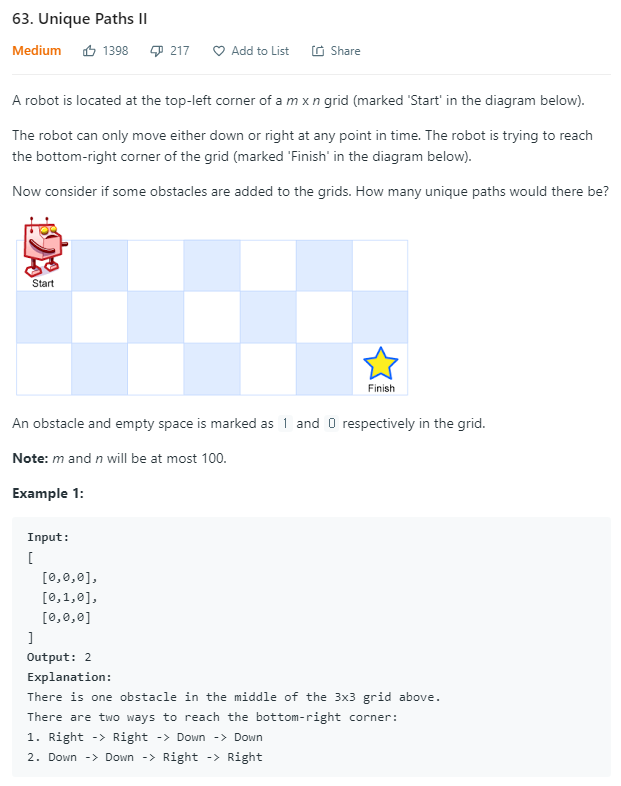 63. Unique Paths II
Medium 1398 217 Add to List Share
A robot is located at the top-left corner of a m x n grid (marked 'Start' in the diagram below).
The robot can only move either down or right at any point in time. The robot is trying to reach
the bottom-right corner of the grid (marked 'Finish' in the diagram below).
Now consider if some obstacles are added to the grids. How many unique paths would there be?
Start
Finish
An obstacle and empty space is marked as 1 and 0 respectively in the grid.
Note: m and n will be at most 100.
Example 1:
Input:
[
  [0,0,0],
  [0,1,0],
  [0,0,0]
]
Output: 2
Explanation:
There is one obstacle in the middle of the 3x3 grid above.
There are two ways to reach the bottom-right corner:
1. Right -> Right -> Down -> Down
2. Down -> Down -> Right -> Right